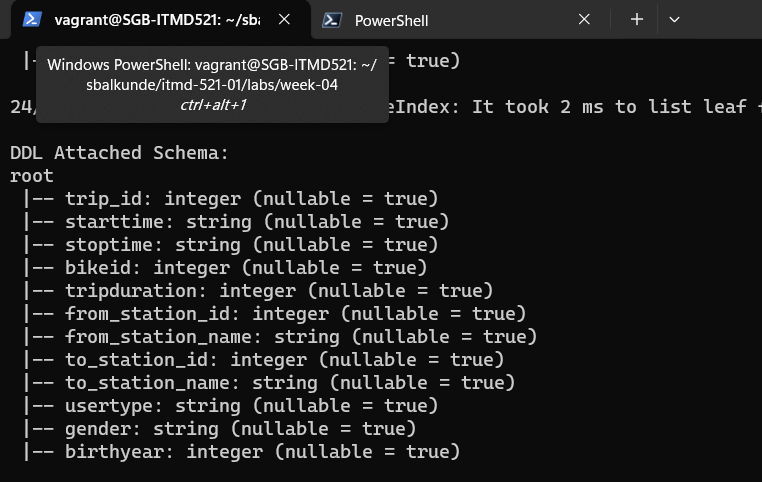 vagrant@SGB-ITMD521: ~/sba
PowerShell
|-
= true)
Windows PowerShell: vagrant@SGB-ITMD521: ~/
sbalkunde/itmd-521-01/labs/week-04
ctrl+alt+1
24/
eIndex: It took 2 ms to list leaf
DDL Attached Schema:
root
|-- trip_id: integer (nullable = true)
|-- starttime: string (nullable = true)
|-- stoptime: string (nullable = true)
|-- bikeid: integer (nullable = true)
|-- tripduration: integer (nullable = true)
|-- from_station_id: integer (nullable = true)
|-- from_station_name: string (nullable = true)
|-- to_station_id: integer (nullable = true)
|-- to_station_name: string (nullable = true)
|-- usertype: string (nullable = true)
|-- gender: string (nullable = true)
|-- birthyear: integer (nullable = true)